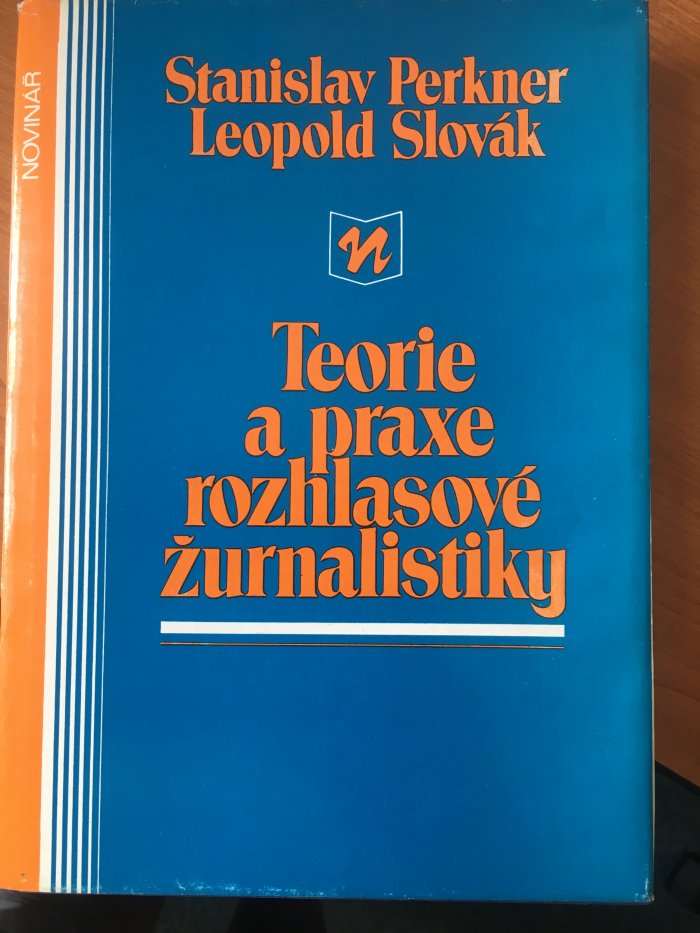 NOVINÁŘ
Stanislav Perkner
Leopold Slovák
n
Teorie
a praxe
rozhlasové
žurnalistiky